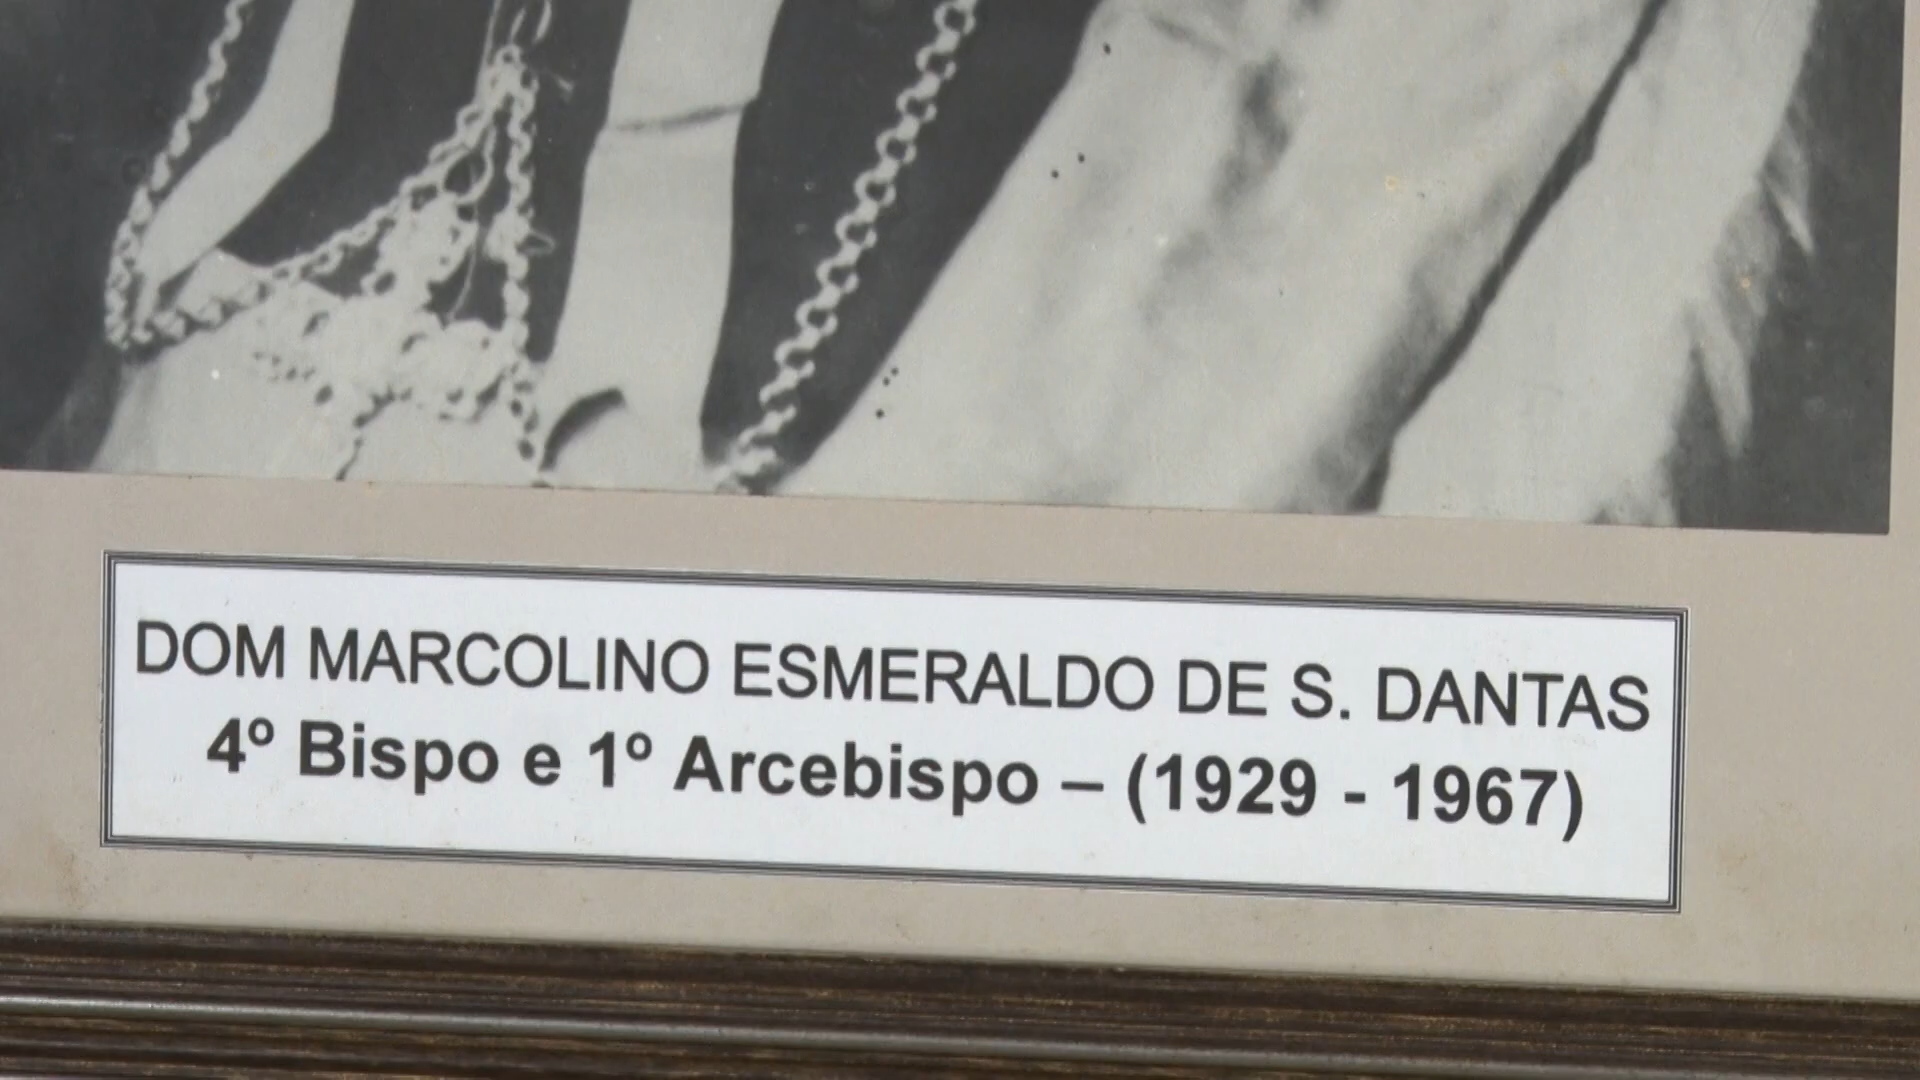 DOM MARCOLINO ESMERALDO DE S. DANTAS
4º Bispo e 1º Arcebispo – (1929 - 1967)